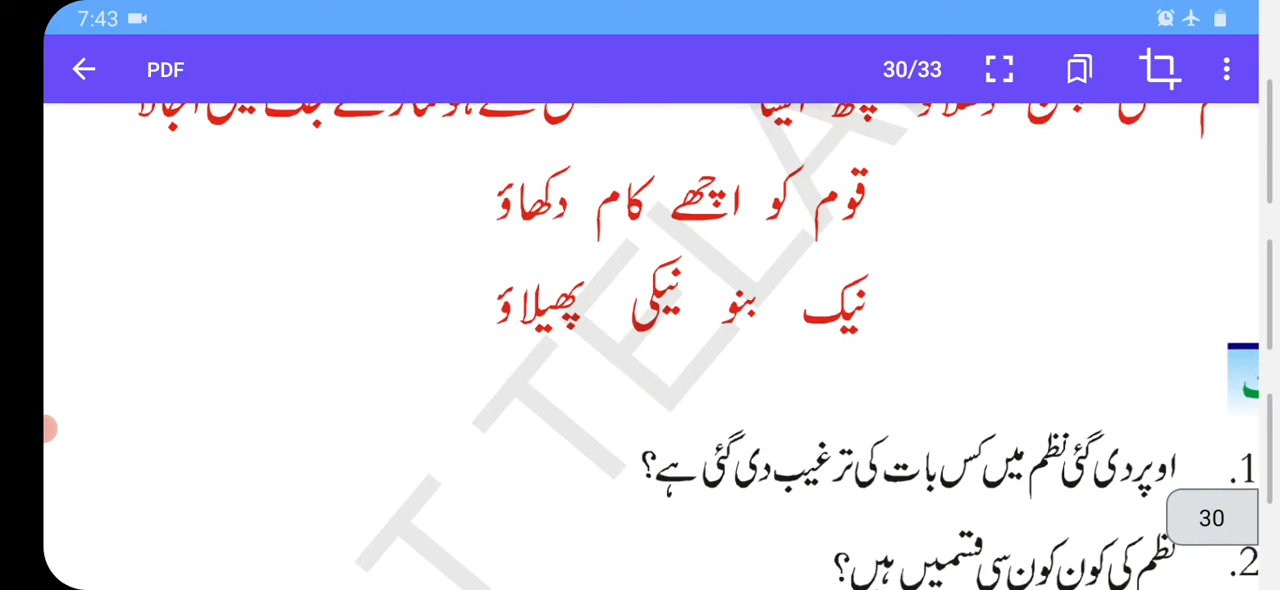 7:43
PDF
30/33
قوم کو اچھے کام دکھاؤ
نیک بنو نیکی پھیلاؤ
1. اوپر دی گئی نظم میں کس بات کی ترغیب دی گئی ہے؟
30
2. نظم کی کون کون سی قسمیں ہیں؟